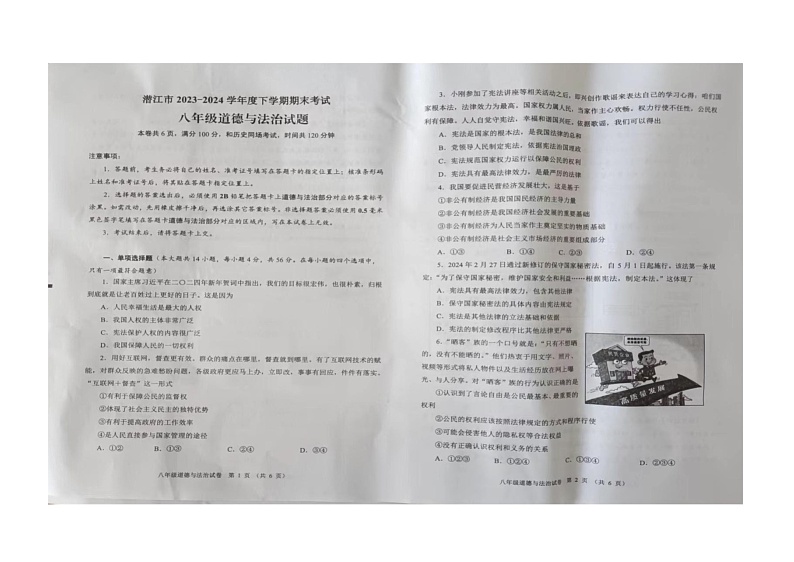 潜江市 2023-2024 学年度下学期期末考试
八年级道德与法治试题
本卷共 6 页，满分 100 分，和历史同场考试，时间共 120 分钟
注意事项：
1．答题前，考生务必将自己的姓名、准考证号填写在答题卡的指定位置上；核准条形码
上姓名和准考证号后，将其贴在答题卡指定位置。
2．选择题的答案选出后，必须使用 2B 铅笔把答题卡上道德与法治部分对应的答案标号
涂黑。如需改动，先用橡皮擦干净后，再选涂其它答案标号。非选择题答案必须使用 0.5 毫米
黑色签字笔填写在答题卡道德与法治部分对应的区域内，写在本试卷上无效。
3．考试结束后，请将答题卡上交。
一、单项选择题（本大题共 14 小题，每小题 4 分，共 56 分。在每小题的四个选项中，
只有一项最符合题意）
1．国家主席习近平在二〇二四年新年贺词中指出，我们的目标很宏伟，也很朴素，归根
到底就是让老百姓过上更好的日子。这是因为
A．人民幸福生活是最大的人权
B．我国人权的主体非常广泛
C．宪法保护人权的内容很广泛
D．我国保障人民的一切权利
2．用好互联网，督查更有效。群众的痛点在哪里，督查就到哪里。有了互联网技术的赋
能，对群众反映的急难愁盼问题，各级政府更应马上办，立即改，事事有回应，件件有落实。
“互联网＋督查”这一形式
①有利于保障公民的监督权
②体现了社会主义民主的独特优势
③有利于提高政府的工作效率
④是人民直接参与国家管理的途径
A．①② B．①③ C．②④ D．③④
八年级道德与法治试卷 第 1 页 （共 6 页）
3．小刚参加了宪法讲座等相关活动之后，即兴创作歌谣来表达自己的学习心得，咱们国
家根本法，法律效力为最高。国家权力属人民，当家作主心欢畅。权力行使不任性，公民权
利有保障。人人自觉守宪法，幸福和谐国兴旺。依据歌谣，我们可以得出
A．宪法是国家的根本法，是我国法律的总和
B．党领导人民制定宪法，依据宪法治国理政
C．宪法规范国家权力运行以保障公民的权利
D．宪法具有最高法律效力，是最严厉的法律
4．我国要促进民营经济发展壮大，这是基于
①非公有制经济是我国国民经济的主导力量
②非公有制经济是我国经济社会发展的重要基础
③非公有制经济为人民当家作主奠定坚实的物质基础
④非公有制经济是社会主义市场经济的重要组成部分
A．①③ B．①④ C．②③ D．②④
5．2024 年 2 月 27 日通过新修订的保守国家秘密法，自 5 月 1 日起施行。该法第一条规
定：“为了保守国家秘密，维护国家安全和利益……根据宪法，制定本法。”这体现了
A．宪法具有最高法律效力，包含其他法律
B．保守国家秘密法的具体内容由宪法规定
C．宪法是其他法律的立法基础和依据
D．宪法的制定修改程序比其他法律更严格
6．“晒客”族的一个口号就是：“只有不想晒
的，没有不能晒的。”他们热衷于用文字、照片，
视频等形式将私人物件以及生活经历放在网上曝
光、与人分享。对“晒客”族的行为认识正确的是
①认识到了言论自由是公民最基本、最重要的
权利
②公民的权利应该按照法律规定的方式和程序行使
③可能会侵害他人的隐私权等合法权益
④没有正确认识权利和义务的关系
A．①②③ B．①②④ C．①③④ D．②③④
高质量发展
八年级道德与法治试卷 第 2 页 （共 6 页）